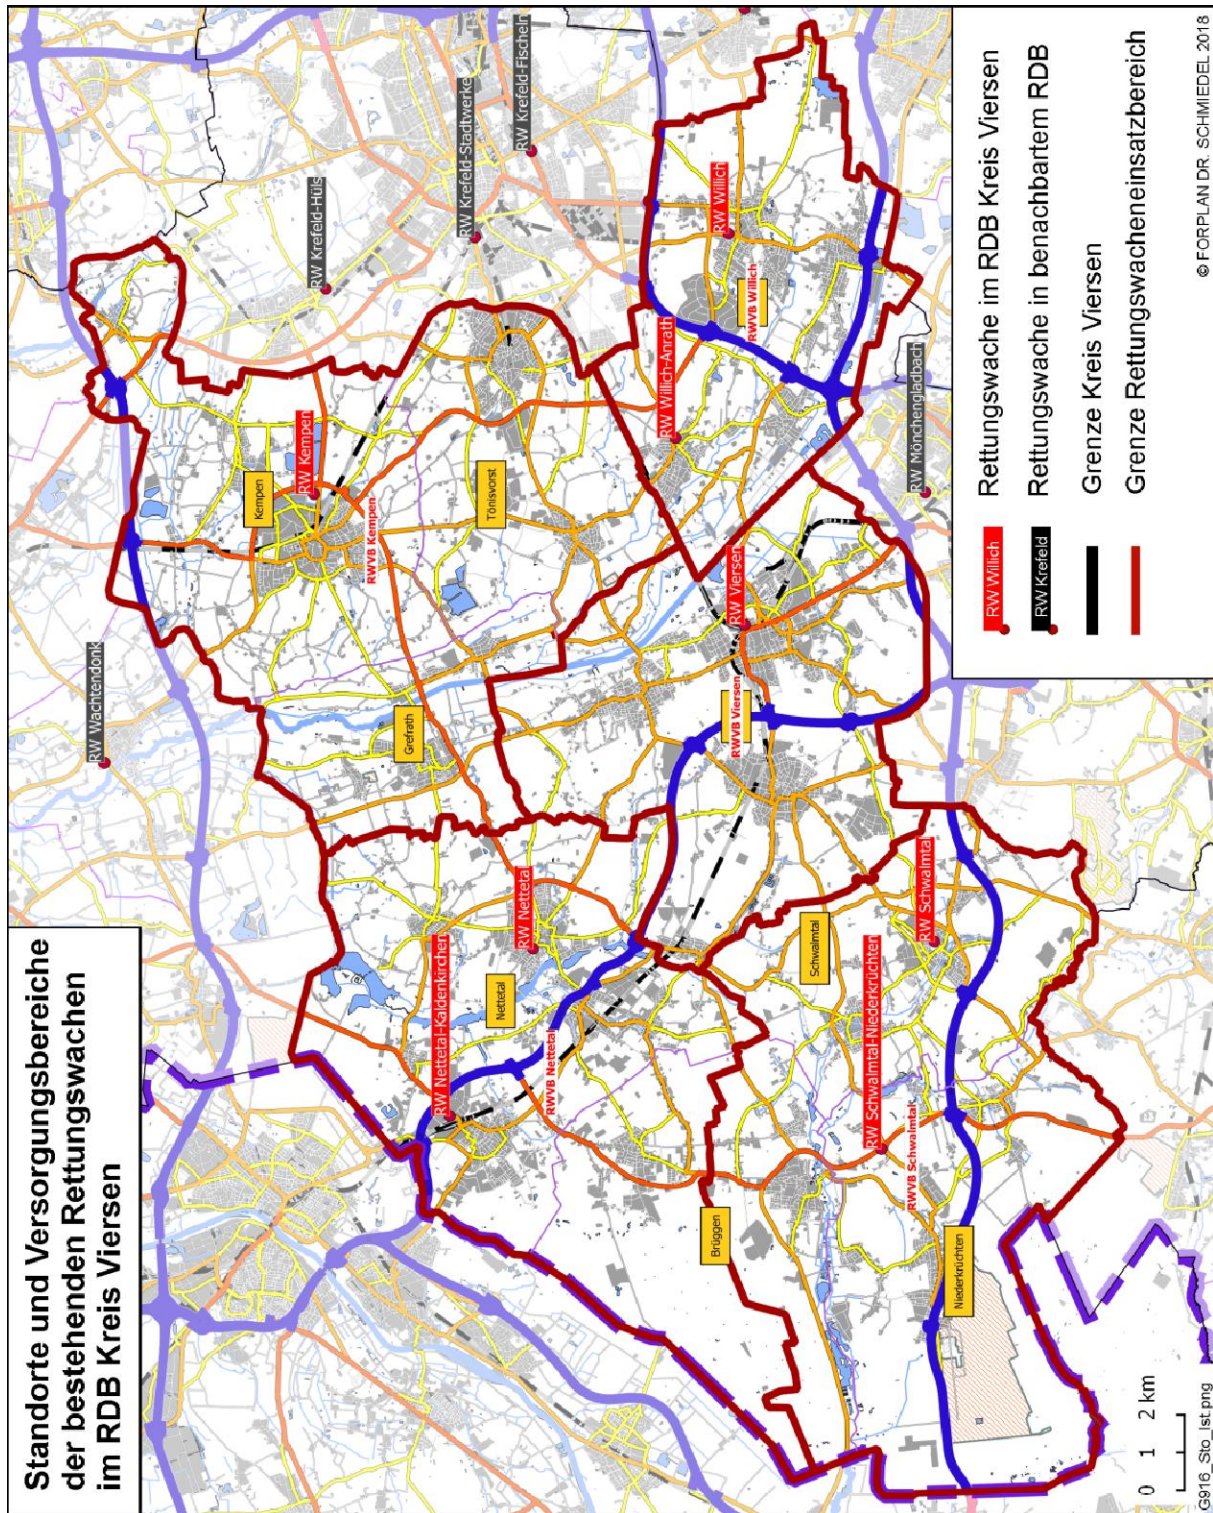 Standorte und Versorgungsbereiche
der bestehenden Rettungswachen
im RDB Kreis Viersen
RW Wachtendonk
RW Krefeld-Hüls
RW Krefeld-Stadtwerke
RW Krefeld-Fischeln
Kempen
RW Kempen
RWVB Kempen
Tönisvorst
Grefrath
RW Nettetal-Kaldenkirchen
RW Netteta
Nettetal
RWVB Nettetal
RW Willich-Anrath
RW Willich
RWVB Willich
RW Viersen
RWVB Viersen
RW Mönchengladbach
Brüggen
Schwalmtal
RW Schwalmtal-Niederkrüchten
RW Schwalmta
RWVB Schwalmtal
Niederkrüchten
RW Willich
Rettungswache im RDB Kreis Viersen
RW Krefeld
Rettungswache in benachbartem RDB
Grenze Kreis Viersen
Grenze Rettungswacheneinsatzbereich
0 1 2 km
G916_Sto_Ist.png
© FORPLAN DR. SCHMIEDEL 2018